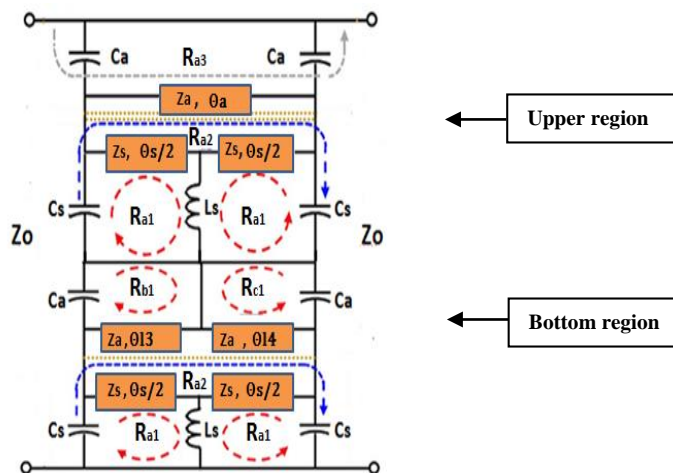 Ca Ra3 Ca
Za, Θa
Upper region
Ra2
Zs, Θs/2 Zs, Θs/2
Cs Ra1 Ls Ra1 Cs
Zo Zo
Rb1 Rc1
Ca Ca
Bottom region
Za,Θl3 Za ,Θl4
Ra2
Zs, Θs/2 Zs, Θs/2
Cs Ra1 Ls Ra1 Cs